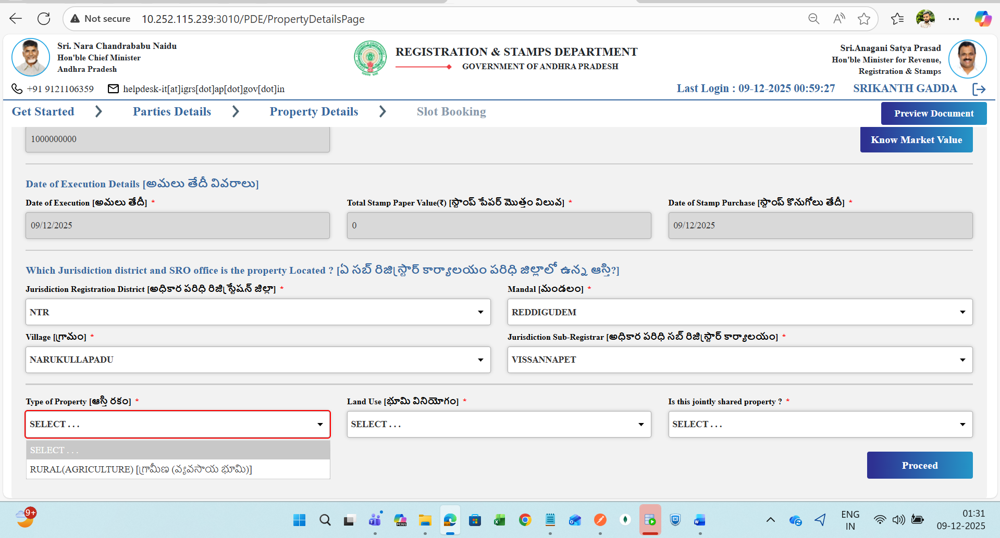 Not secure 10.252.115.239:3010/PDE/PropertyDetailsPage
Sri. Nara Chandrababu Naidu
Hon'ble Chief Minister
Andhra Pradesh
REGISTRATION & STAMPS DEPARTMENT
GOVERNMENT OF ANDHRA PRADESH
Sri.Anagani Satya Prasad
Hon'ble Minister for Revenue,
Registration & Stamps
+91 9121106359 helpdesk-it[at]igrs[dot]ap[dot]gov[dot]in
Last Login : 09-12-2025 00:59:27 SRIKANTH GADDA
Get Started Parties Details Property Details Slot Booking Preview Document
1000000000 Know Market Value
Date of Execution Details [అమలు తేదీ వివరాలు]
Date of Execution [అమలు తేదీ] * Total Stamp Paper Value(₹) [స్టాంప్ పేపర్ మొత్తం విలువ] * Date of Stamp Purchase [స్టాంప్ కొనుగోలు తేదీ] *
09/12/2025 0 09/12/2025
Which Jurisdiction district and SRO office is the property Located ? [ఏ సబ్ రిజిస్ట్రార్ కార్యాలయం పరిధి జిల్లాలో ఉన్న ఆస్తి?]
Jurisdiction Registration District [అధికార పరిధి రిజిస్ట్రేషన్ జిల్లా] * Mandal [మండలం] *
NTR REDDIGUDEM
Village [గ్రామం] * Jurisdiction Sub-Registrar [అధికార పరిధి సబ్ రిజిస్ట్రార్ కార్యాలయం] *
NARUKULLAPADU VISSANNAPET
Type of Property [ఆస్తి రకం] * Land Use [భూమి వినియోగం] * Is this jointly shared property ? *
SELECT . . . SELECT . . . SELECT . . .
SELECT . . .
RURAL(AGRICULTURE) [గ్రామీణ (వ్యవసాయ భూమి)]
Proceed
9+
M365
ENG
IN
01:31
09-12-2025